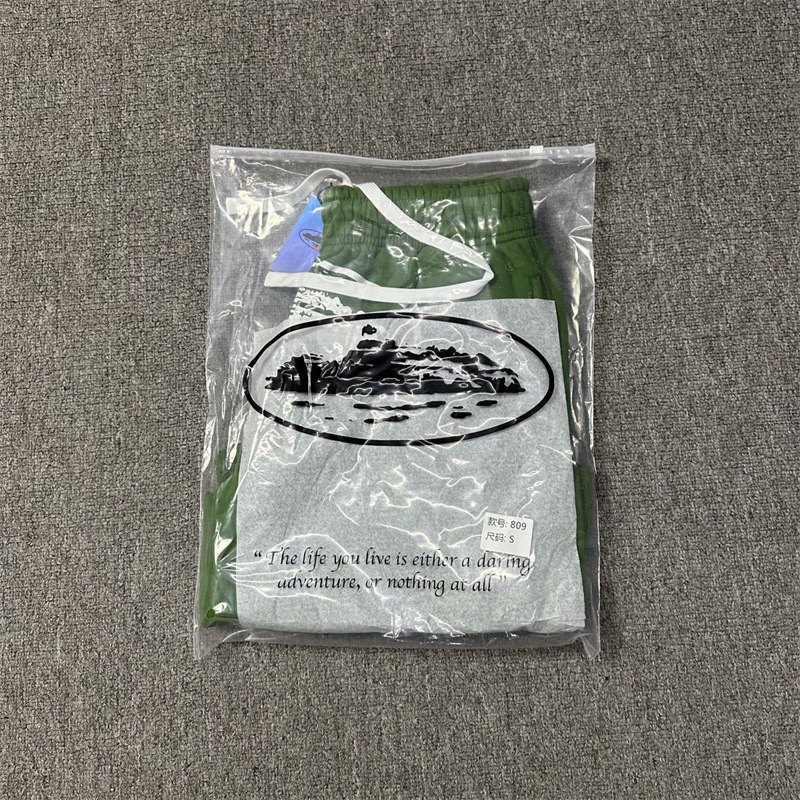 款号: 809
尺码: S
“The life you live is either a daring
adventure, or nothing at all”